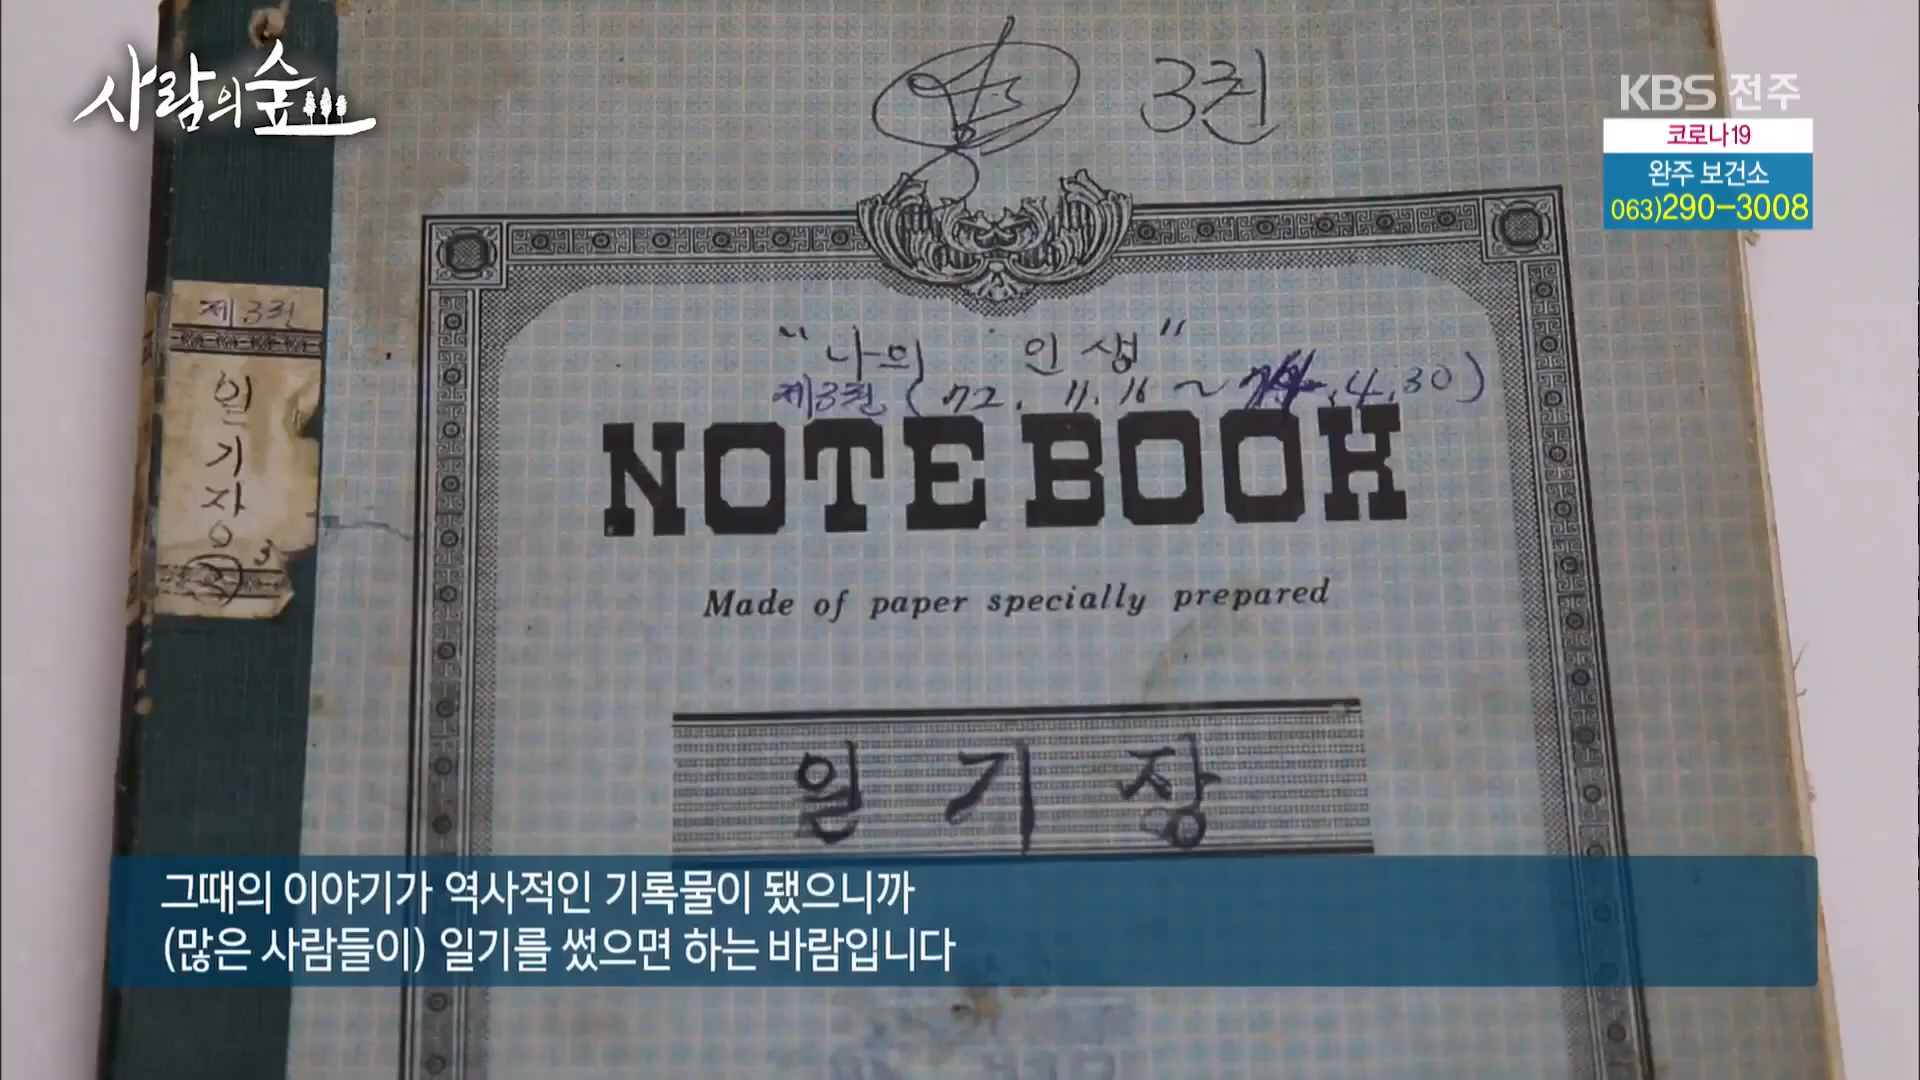 사람의 숲
KBS 전주
코로나19
완주 보건소
063)290-3008
3권
제3권
일기장
3
"나의 인생"
제3권 ( 72. 11. 16 ~ 74. 4. 30 )
NOTE BOOK
Made of paper specially prepared
일기장
그때의 이야기가 역사적인 기록물이 됐으니까
(많은 사람들이) 일기를 썼으면 하는 바람입니다